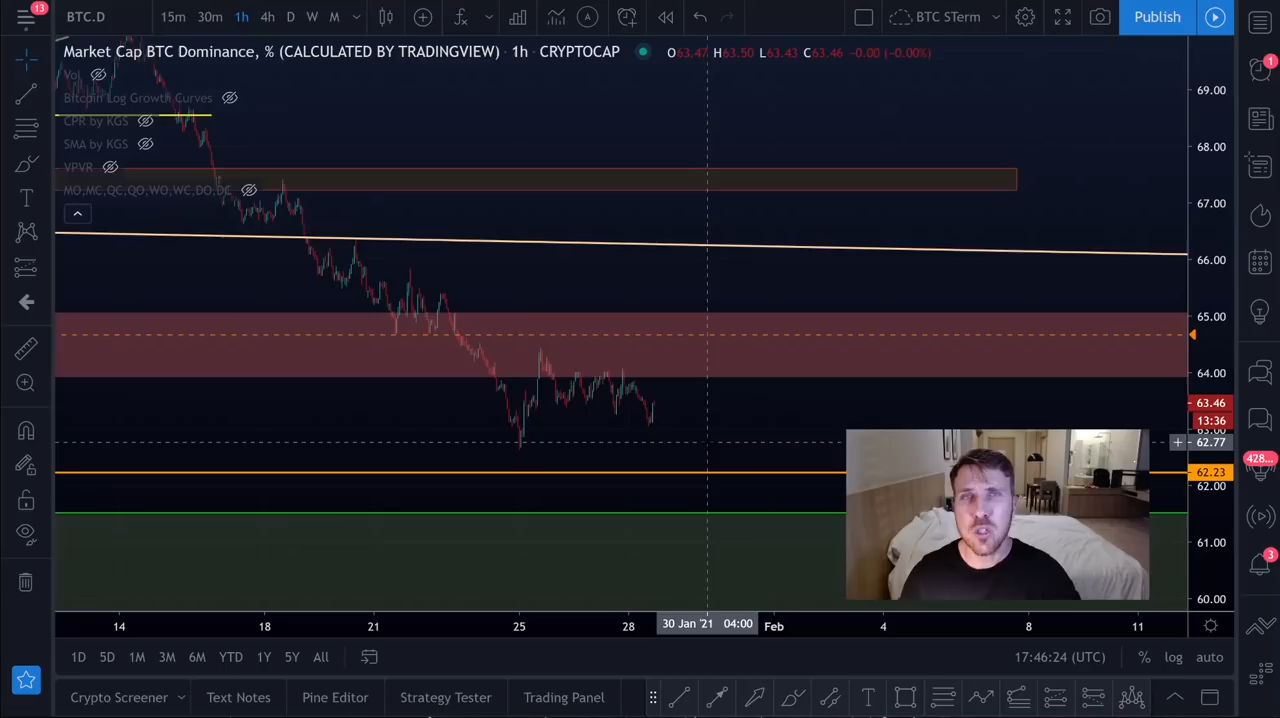 13
BTC.D
15m 30m 1h 4h D W M
BTC STerm
Publish
Market Cap BTC Dominance, % (CALCULATED BY TRADINGVIEW) · 1h · CRYPTOCAP
O63.47 H63.50 L63.43 C63.46 -0.00 (-0.00%)
Vol
Bitcoin Log Growth Curves
CPR by KGS
SMA by KGS
VPVR
MO,MC,QC,QO,WO,WC,DO,DC
69.00
68.00
67.00
66.00
65.00
64.00
63.46
13:36
63.00
62.77
62.23
62.00
61.00
60.00
1
428...
3
14 18 21 25 28 30 Jan '21 04:00 Feb 4 8 11
1D 5D 1M 3M 6M YTD 1Y 5Y All
17:46:24 (UTC) % log auto
Crypto Screener Text Notes Pine Editor Strategy Tester Trading Panel